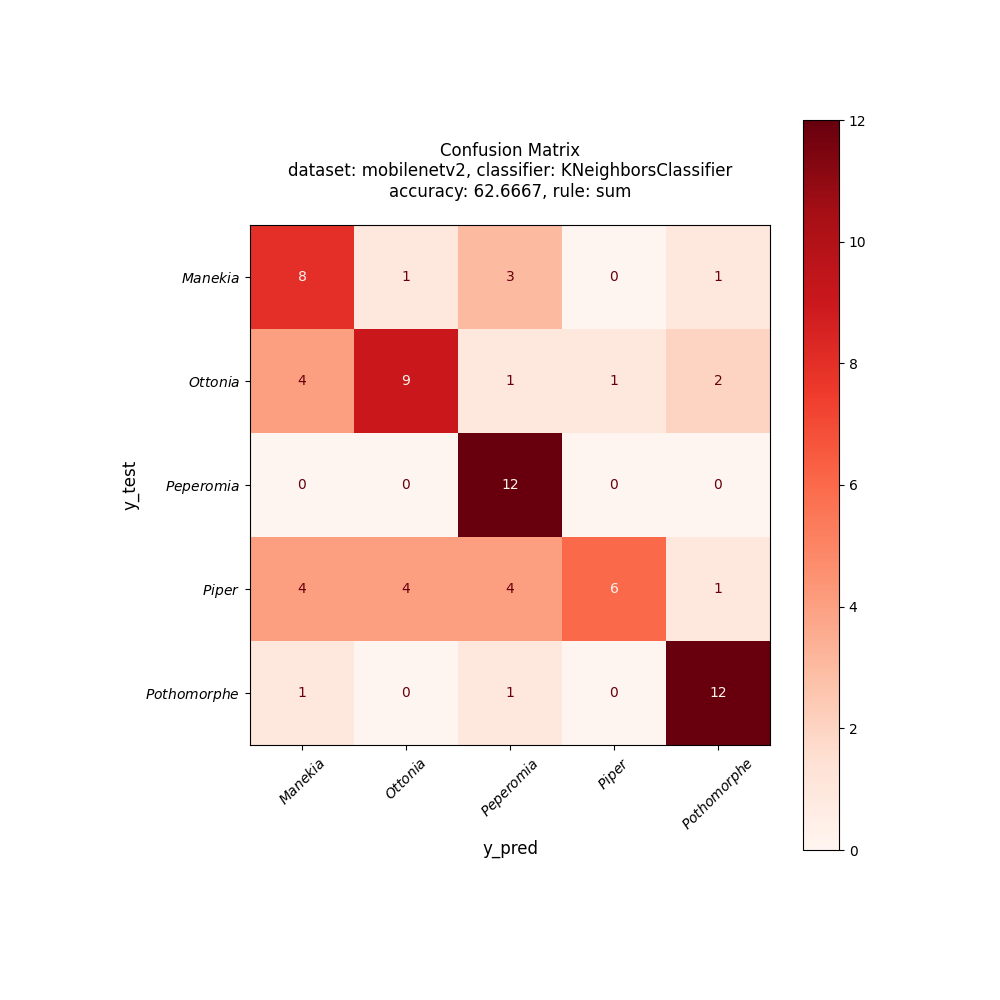 Confusion Matrix
dataset: mobilenetv2, classifier: KNeighborsClassifier
accuracy: 62.6667, rule: sum
12
10
8
6
4
2
0
y_test
Manekia 8 1 3 0 1
Ottonia 4 9 1 1 2
Peperomia 0 0 12 0 0
Piper 4 4 4 6 1
Pothomorphe 1 0 1 0 12
Manekia Ottonia Peperomia Piper Pothomorphe
y_pred